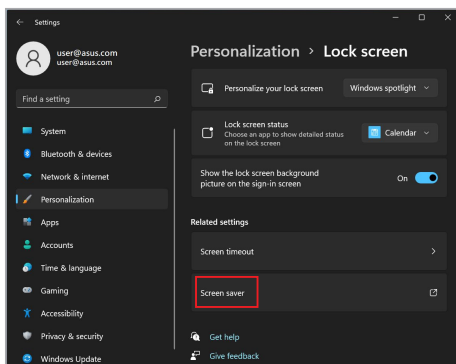 Settings
user@asus.com
user@asus.com
Find a setting
System
Bluetooth & devices
Network & internet
Personalization
Apps
Accounts
Time & language
Gaming
Accessibility
Privacy & security
Windows Update
Personalization > Lock screen
Personalize your lock screen
Windows spotlight
Lock screen status
Choose an app to show detailed status
on the lock screen
Calendar
Show the lock screen background
picture on the sign-in screen
On
Related settings
Screen timeout
Screen saver
Get help
Give feedback